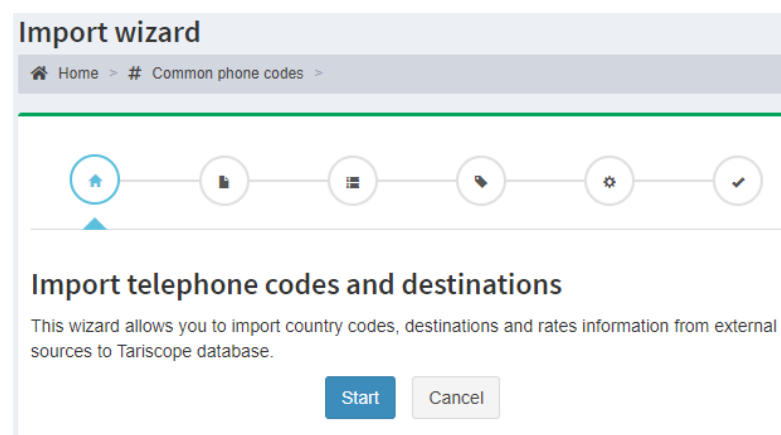 Import wizard
Home > # Common phone codes >
Import telephone codes and destinations
This wizard allows you to import country codes, destinations and rates information from external
sources to Tariscope database.
Start Cancel